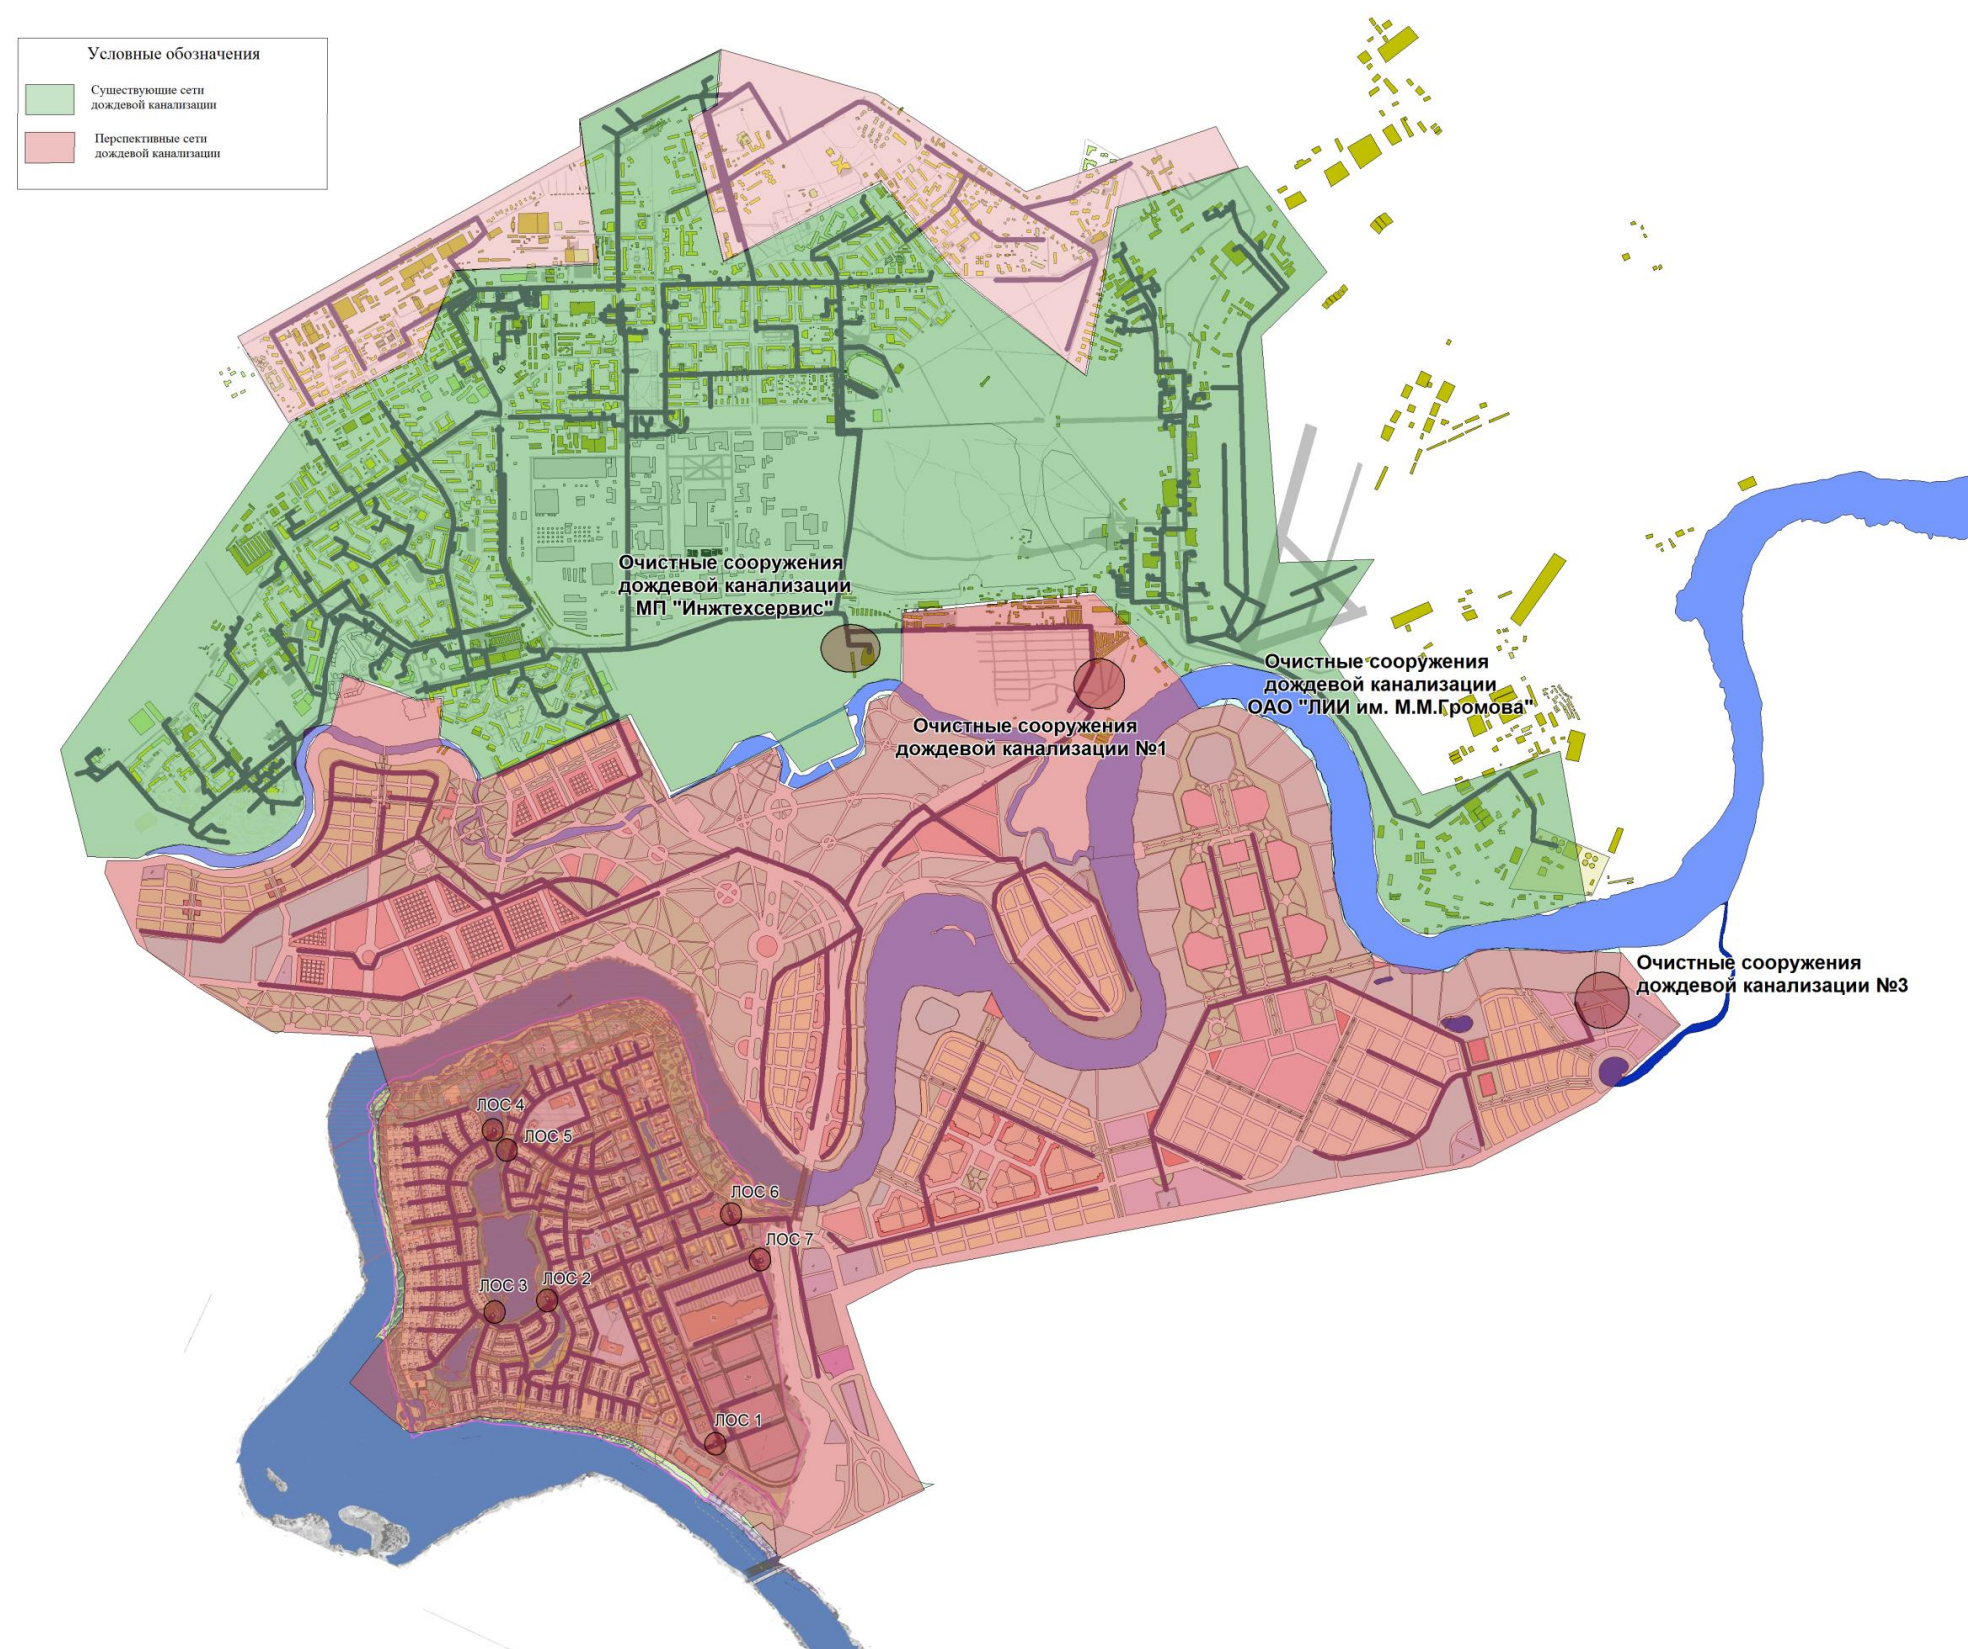 Условные обозначения
Существующие сети
дождевой канализации
Перспективные сети
дождевой канализации
Очистные сооружения
дождевой канализации
МП "Инжтехсервис"
Очистные сооружения
дождевой канализации
ОАО "ЛИИ им. М.М.Громова"
Очистные сооружения
дождевой канализации №1
Очистные сооружения
дождевой канализации №3
ЛОС 4
ЛОС 5
ЛОС 6
ЛОС 7
ЛОС 3
ЛОС 2
ЛОС 1